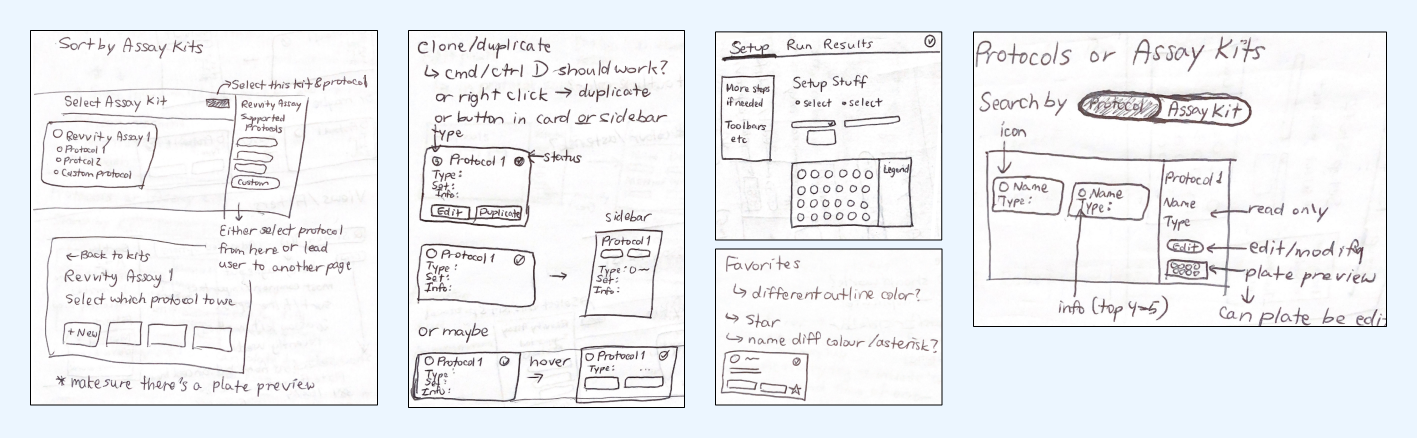 Sort by Assay Kits
Select this kit & protocol
Select Assay Kit
Revvity Assay 1
Protocol 1
Protcol 2
Custom protocol
Revvity Assay
Supported
Protocols
Custom
Either select protocol
from here or lead
user to another page
← Back to kits
Revvity Assay 1
Select which protocol to use
+ New
* make sure there's a plate preview
Clone/duplicate
↳ cmd/ctrl D should work?
or right click → duplicate
or button in card or sidebar
type
Protocol 1
status
Type:
Set:
Info:
Edit
Duplicate
Protocol 1
Type:
Set:
Info:
sidebar
Protocol 1
Type:
Set:
Info:
or maybe
Protocol 1
Type:
Set:
Info:
hover
Protocol 1
Type: ...
Setup Run Results
More steps
if needed
Toolbars
etc
Setup Stuff
• select • select
Legend
Favorites
↳ different outline color?
↳ star
↳ name diff colour/asterisk?
Protocols or Assay Kits
Search by Protocol Assay Kit
icon
Name
Type:
Name
Type:
info (top 4-5)
Protocol 1
Name
Type
Edit
read only
edit/modify
plate preview
can plate be edi